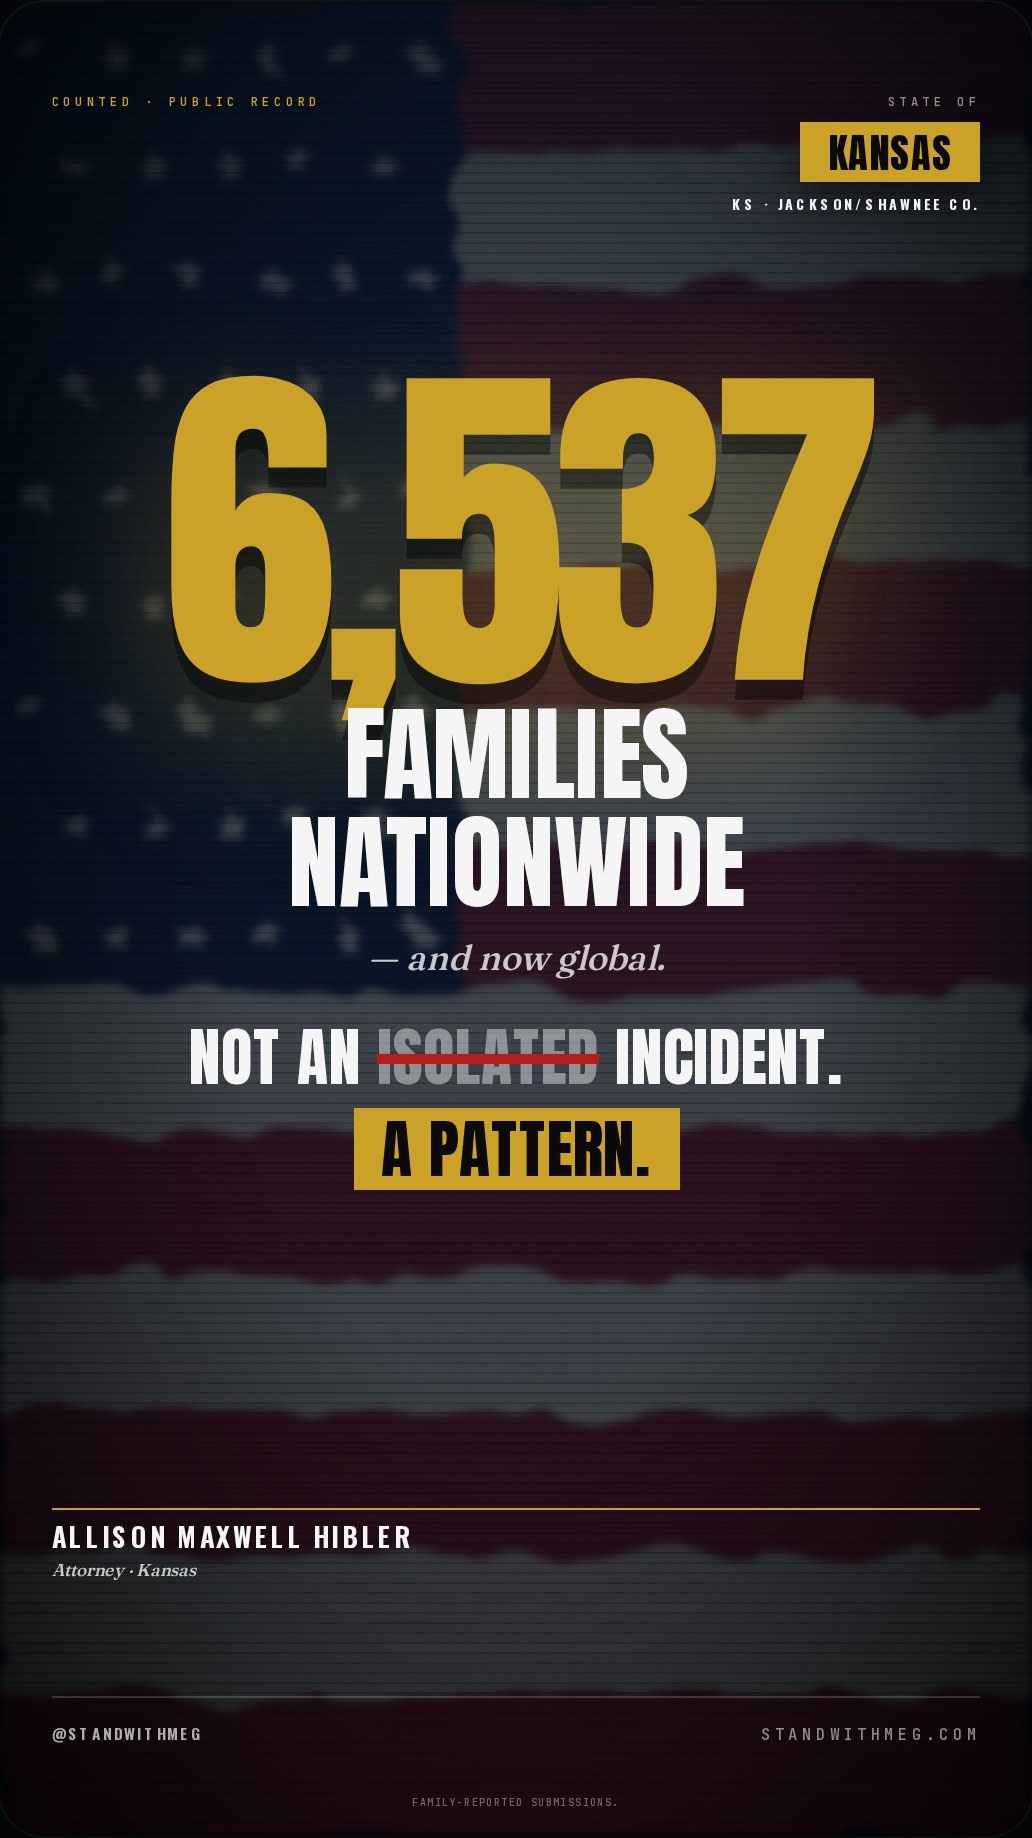 COUNTED · PUBLIC RECORD
STATE OF
KANSAS
KS · JACKSON/SHAWNEE CO.
6,537
FAMILIES
NATIONWIDE
— and now global.
NOT AN ISOLATED INCIDENT.
A PATTERN.
ALLISON MAXWELL HIBLER
Attorney · Kansas
@STANDWITHMEG
STANDWITHMEG.COM
FAMILY-REPORTED SUBMISSIONS.